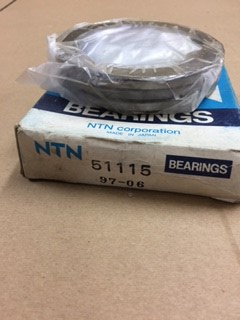 BEARINGS
NTN corporation
MADE IN JAPAN
NTN 51115 BEARINGS
97-06